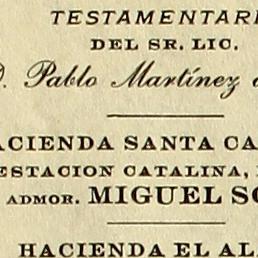 TESTAMENTARI
DEL SR. LIC.
D. Pablo Martínez
ACIENDA SANTA CA
ESTACION CATALINA,
ADMOR. MIGUEL SO
HACIENDA EL AL